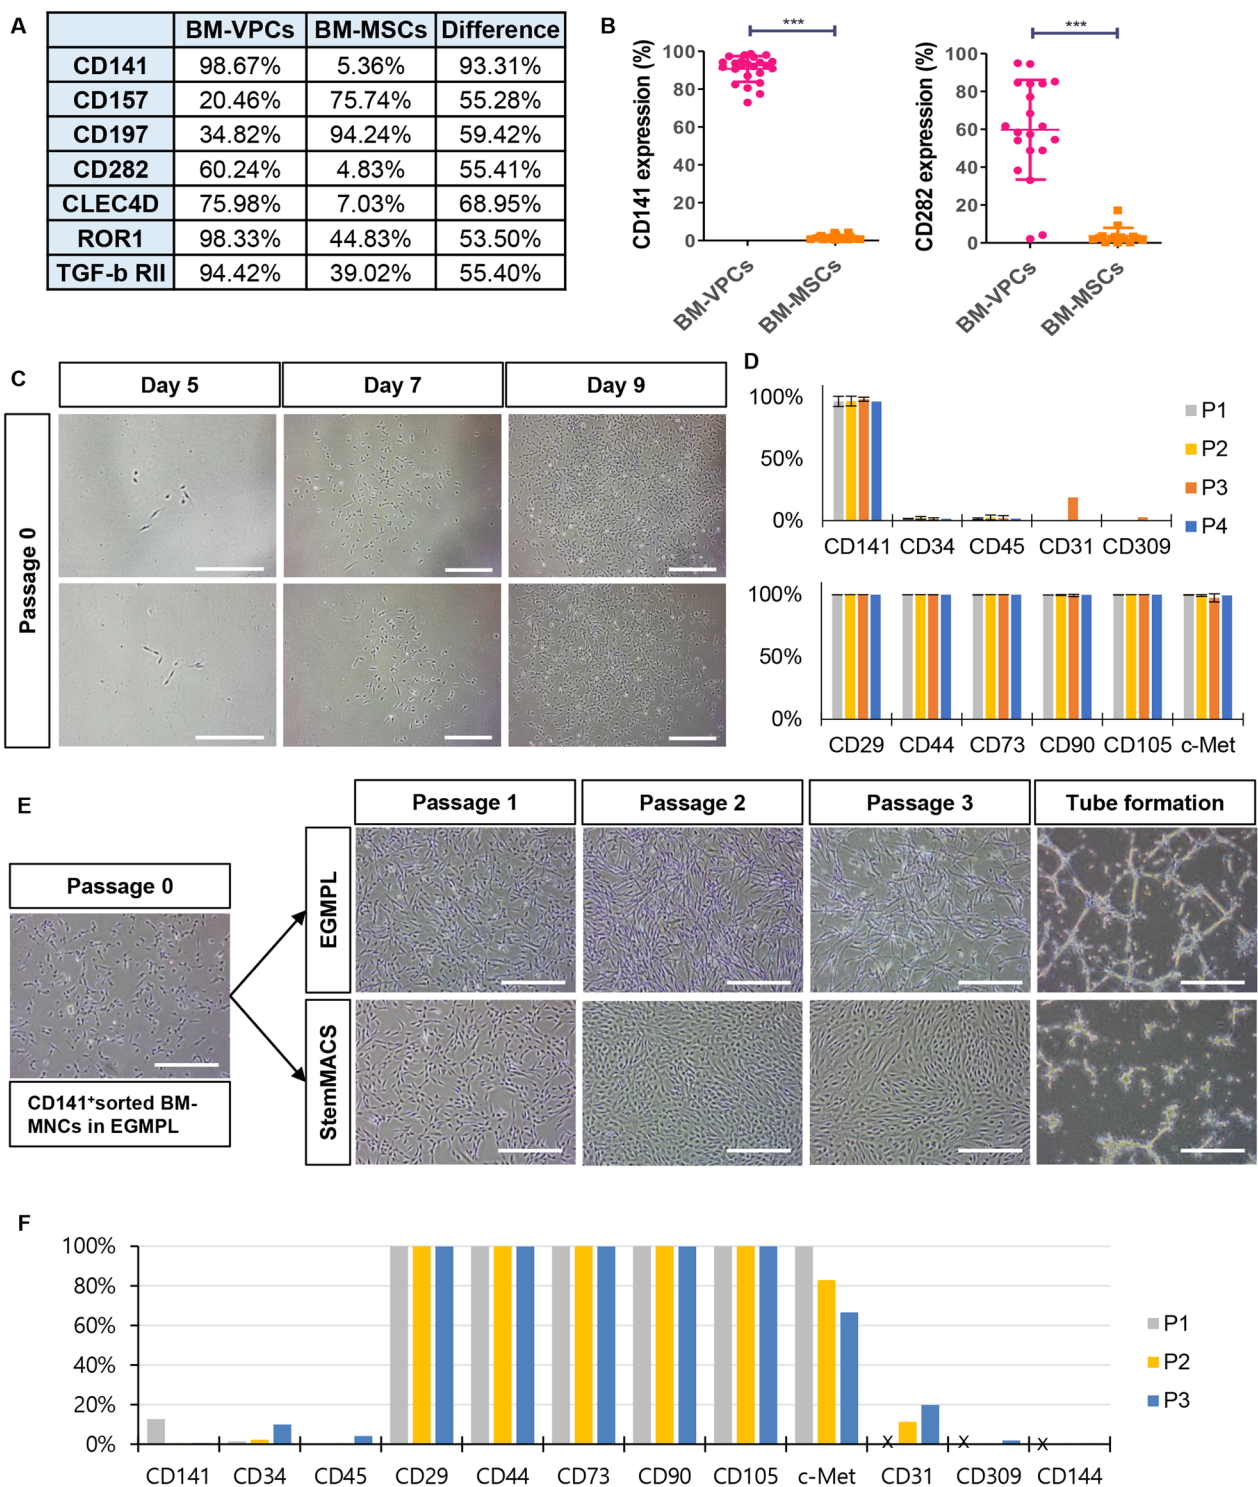 A
BM-VPCs BM-MSCs Difference
CD141 98.67% 5.36% 93.31%
CD157 20.46% 75.74% 55.28%
CD197 34.82% 94.24% 59.42%
CD282 60.24% 4.83% 55.41%
CLEC4D 75.98% 7.03% 68.95%
ROR1 98.33% 44.83% 53.50%
TGF-b RII 94.42% 39.02% 55.40%
B
CD141 expression (%)
***
100
80
60
40
20
0
BM-VPCs
BM-MSCs
CD282 expression (%)
***
100
80
60
40
20
0
BM-VPCs
BM-MSCs
C
Day 5 Day 7 Day 9
Passage 0
D
100%
50%
0%
CD141 CD34 CD45 CD31 CD309
P1
P2
P3
P4
100%
50%
0%
CD29 CD44 CD73 CD90 CD105 c-Met
E
Passage 0
CD141+sorted BM-
MNCs in EGMPL
Passage 1 Passage 2 Passage 3 Tube formation
EGMPL
StemMACS
F
100%
80%
60%
40%
20%
0%
X X X
CD141 CD34 CD45 CD29 CD44 CD73 CD90 CD105 c-Met CD31 CD309 CD144
P1
P2
P3